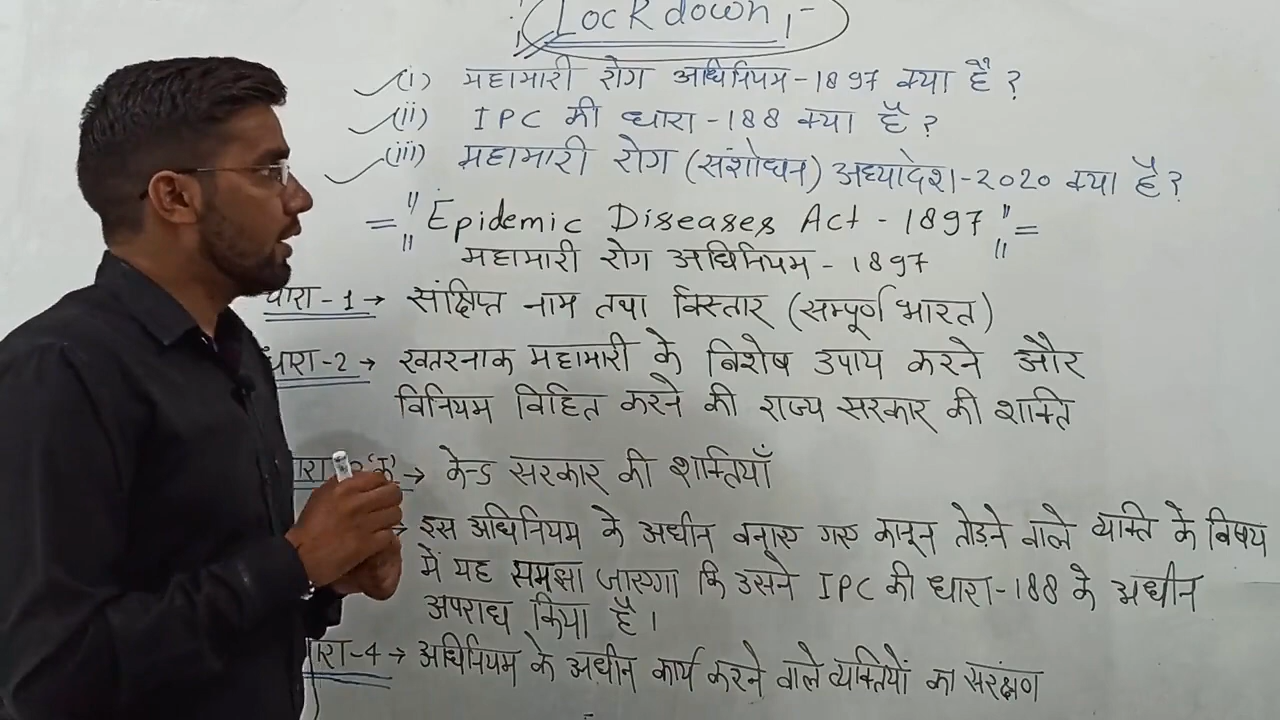 Lockdown,-
(i) महामारी रोग अधिनियम-1897 क्या है ?
(ii) IPC की धारा-188 क्या है ?
(iii) महामारी रोग (संशोधन) अध्यादेश-2020 क्या है ?
= "Epidemic Diseases Act-1897" =
महामारी रोग अधिनियम-1897
धारा-1 → संक्षिप्त नाम तथा विस्तार (सम्पूर्ण भारत)
धारा-2 → खतरनाक महामारी के विशेष उपाय करने और
विनियम विहित करने की राज्य सरकार की शक्ति
'क' → केन्द्र सरकार की शक्तियाँ
इस अधिनियम के अधीन बनाए गए कानून तोड़ने वाले व्यक्ति के विषय
में यह समझा जाएगा कि उसने IPC की धारा-188 के अधीन
अपराध किया है।
धारा-4 → अधिनियम के अधीन कार्य करने वाले व्यक्तियों का सरंक्षण